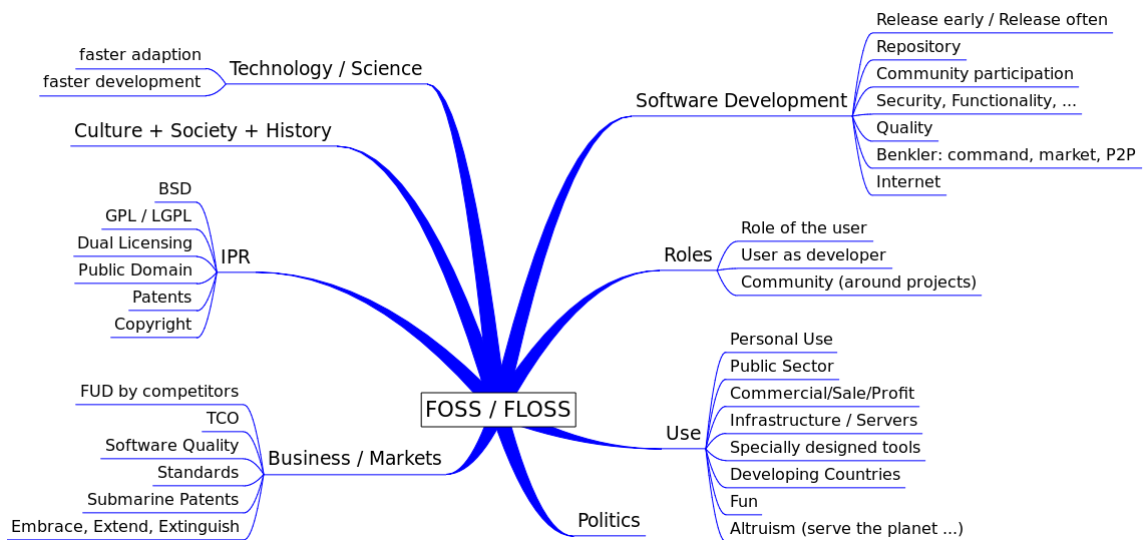 Technology / Science
faster adaption
faster development
Culture + Society + History
IPR
BSD
GPL / LGPL
Dual Licensing
Public Domain
Patents
Copyright
Business / Markets
FUD by competitors
TCO
Software Quality
Standards
Submarine Patents
Embrace, Extend, Extinguish
FOSS / FLOSS
Software Development
Release early / Release often
Repository
Community participation
Security, Functionality, ...
Quality
Benkler: command, market, P2P
Internet
Roles
Role of the user
User as developer
Community (around projects)
Use
Personal Use
Public Sector
Commercial/Sale/Profit
Infrastructure / Servers
Specially designed tools
Developing Countries
Fun
Altruism (serve the planet ...)
Politics